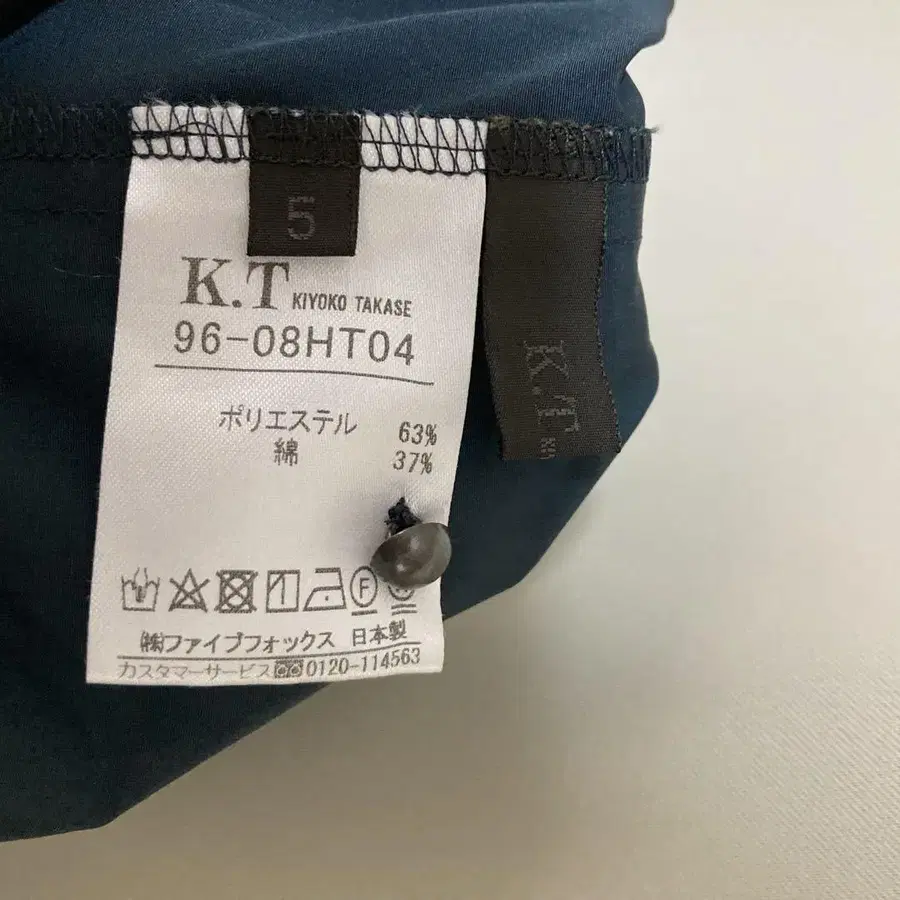 5
K.T KIYOKO TAKASE
96-08HT04
ポリエステル 63%
綿 37%
F
(株)ファイブフォックス 日本製
カスタマーサービス 0120-114563
K.T